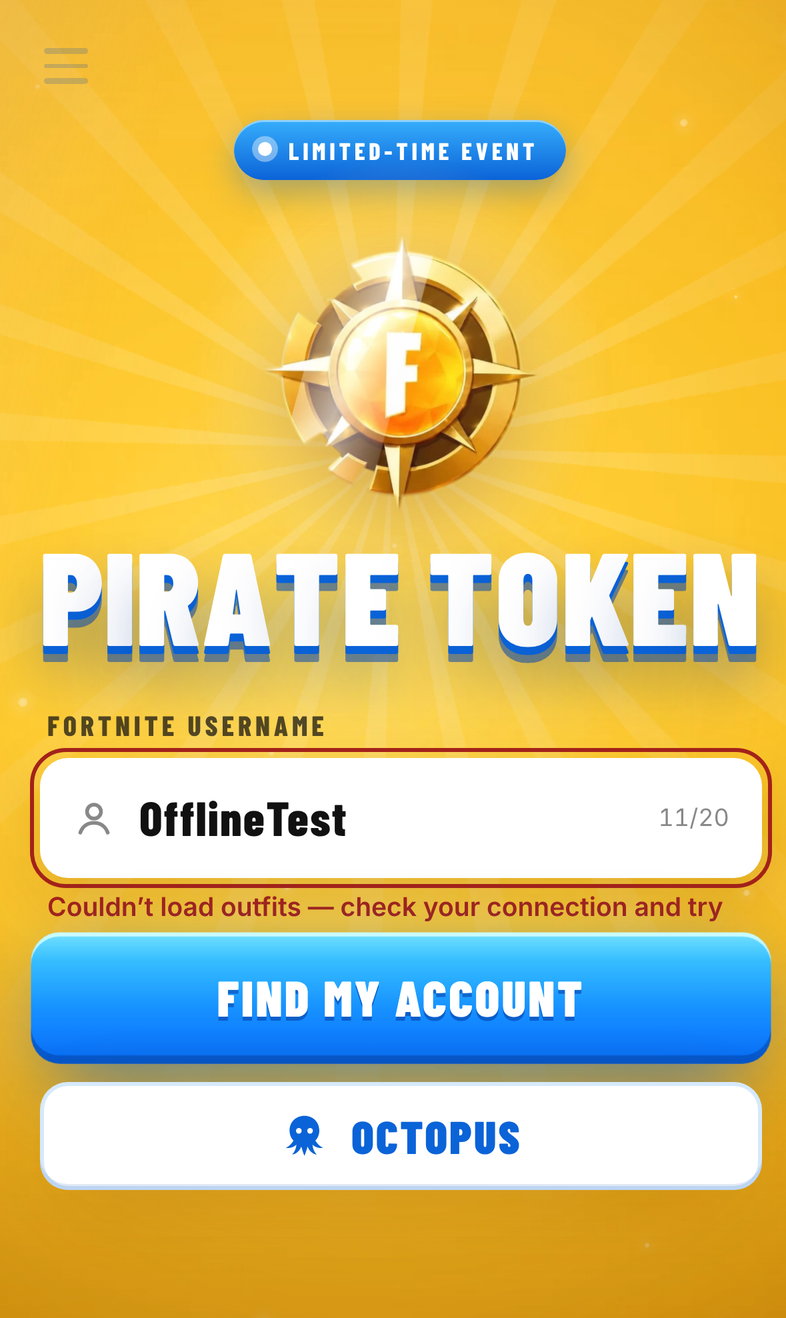 LIMITED-TIME EVENT
F
PIRATE TOKEN
FORTNITE USERNAME
OfflineTest
11/20
Couldn’t load outfits — check your connection and try
FIND MY ACCOUNT
OCTOPUS